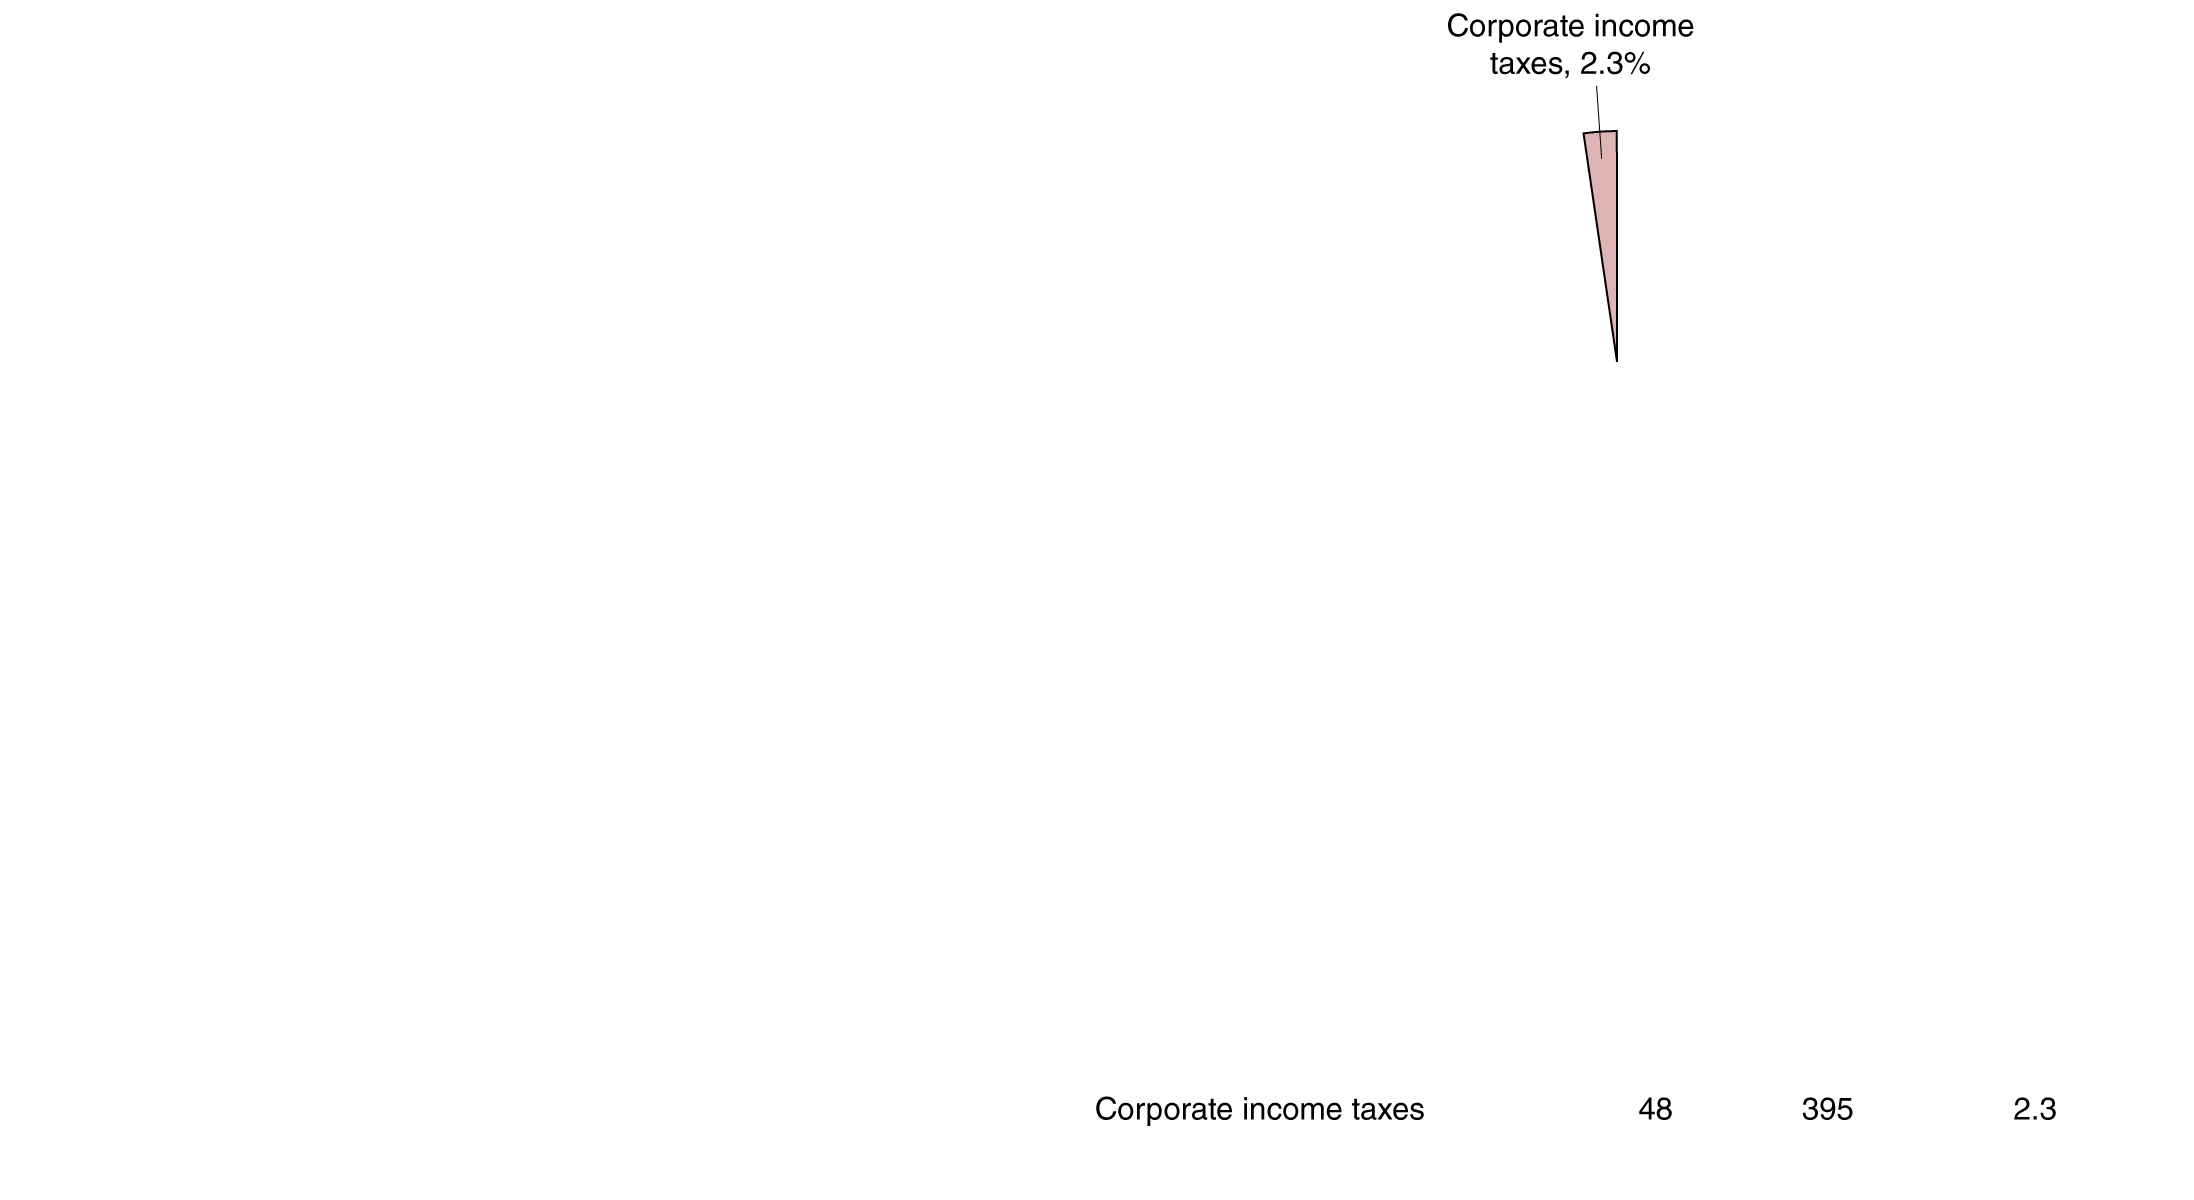 Corporate income
taxes, 2.3%
Corporate income taxes 48 395 2.3